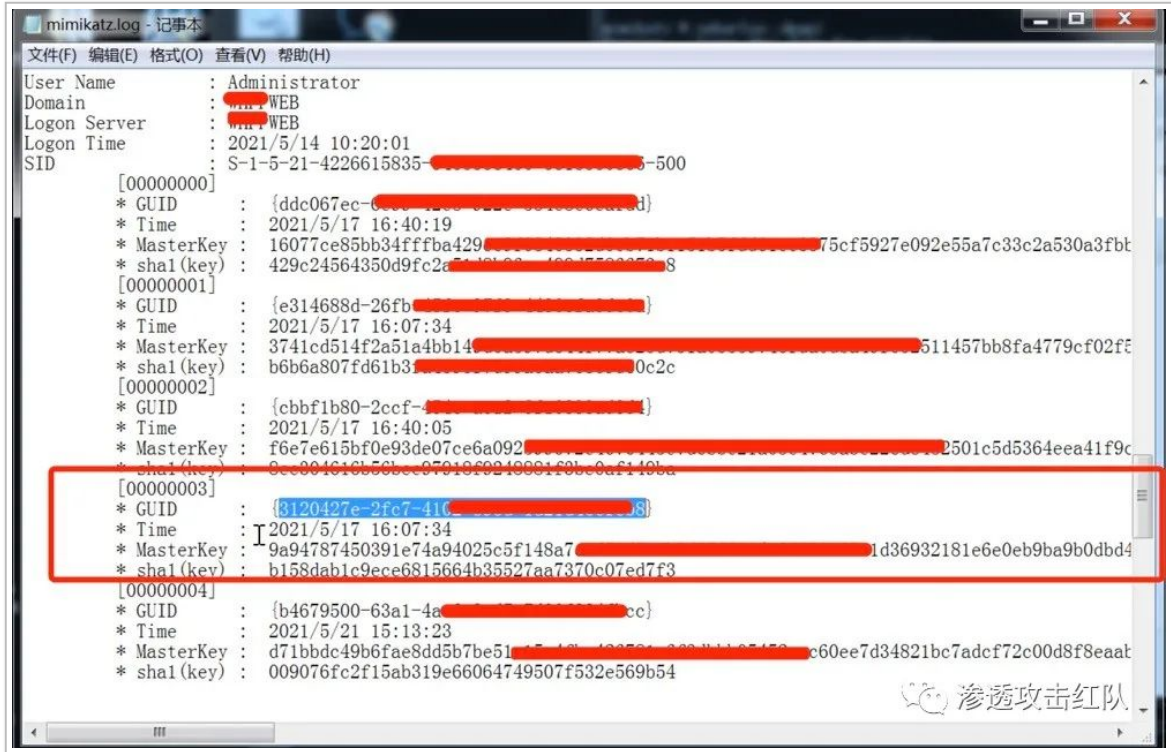 mimikatz.log - 记事本
文件(F) 编辑(E) 格式(O) 查看(V) 帮助(H)
User Name : Administrator
Domain : WEB
Logon Server : WEB
Logon Time : 2021/5/14 10:20:01
SID : S-1-5-21-4226615835- -500
[00000000]
* GUID : {ddc067ec- d}
* Time : 2021/5/17 16:40:19
* MasterKey : 16077ce85bb34fffba429 75cf5927e092e55a7c33c2a530a3fbb
* sha1(key) : 429c24564350d9fc2a 8
[00000001]
* GUID : {e314688d-26fb }
* Time : 2021/5/17 16:07:34
* MasterKey : 3741cd514f2a51a4bb14 511457bb8fa4779cf02f5
* sha1(key) : b6b6a807fd61b3 0c2c
[00000002]
* GUID : {cbbf1b80-2ccf- }
* Time : 2021/5/17 16:40:05
* MasterKey : f6e7e615bf0e93de07ce6a092 2501c5d5364eea41f9c
* sha1(key) :
[00000003]
* GUID : {3120427e-2fc7-410 8}
* Time : 2021/5/17 16:07:34
* MasterKey : 9a94787450391e74a94025c5f148a7 1d36932181e6e0eb9ba9b0dbd4
* sha1(key) : b158dab1c9ece6815664b35527aa7370c07ed7f3
[00000004]
* GUID : {b4679500-63a1-4a cc}
* Time : 2021/5/21 15:13:23
* MasterKey : d71bbdc49b6fae8dd5b7be51 c60ee7d34821bc7adcf72c00d8f8eaab
* sha1(key) : 009076fc2f15ab319e66064749507f532e569b54
渗透攻击红队